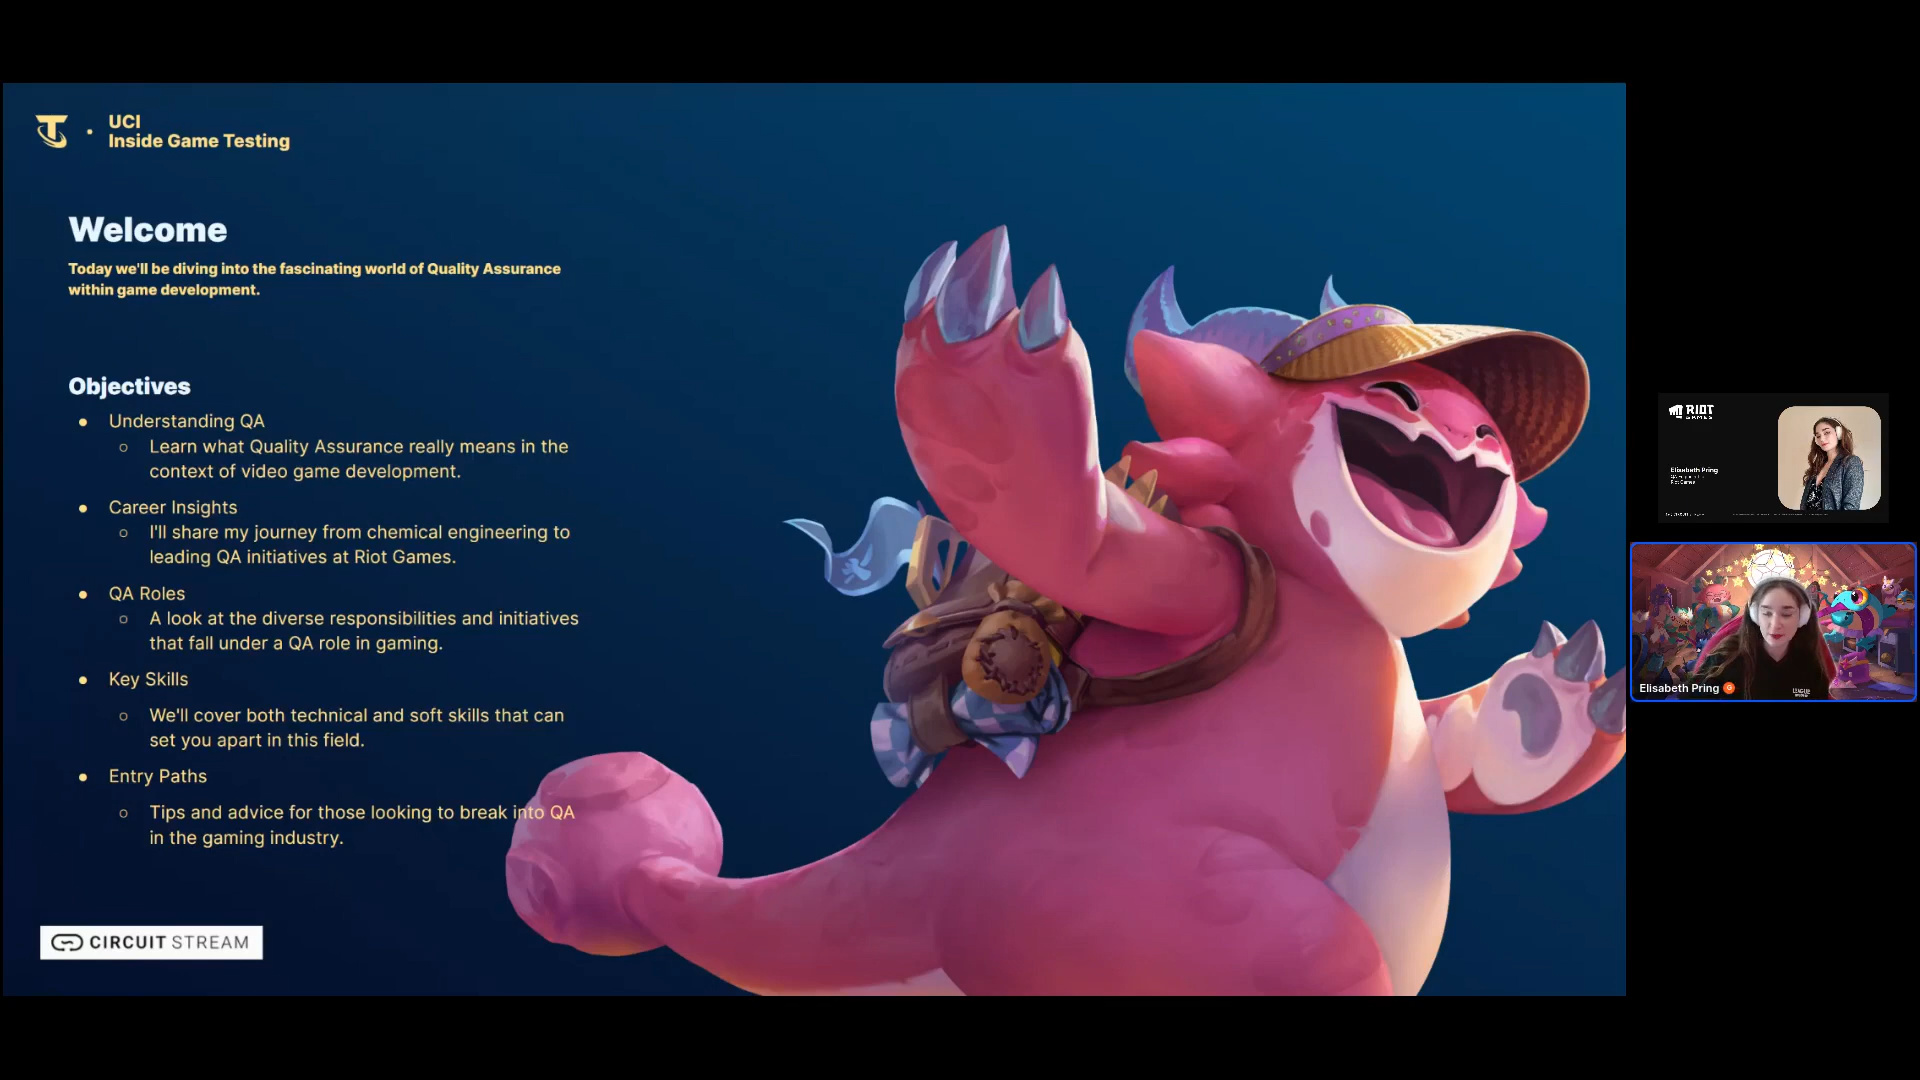 UCI
Inside Game Testing
Welcome
Today we'll be diving into the fascinating world of Quality Assurance
within game development.
Objectives
● Understanding QA
○ Learn what Quality Assurance really means in the
context of video game development.
● Career Insights
○ I'll share my journey from chemical engineering to
leading QA initiatives at Riot Games.
● QA Roles
○ A look at the diverse responsibilities and initiatives
that fall under a QA role in gaming.
● Key Skills
○ We'll cover both technical and soft skills that can
set you apart in this field.
● Entry Paths
○ Tips and advice for those looking to break into QA
in the gaming industry.
CIRCUIT STREAM
RIOT
GAMES
Elisabeth Pring
Riot Games
Elisabeth Pring